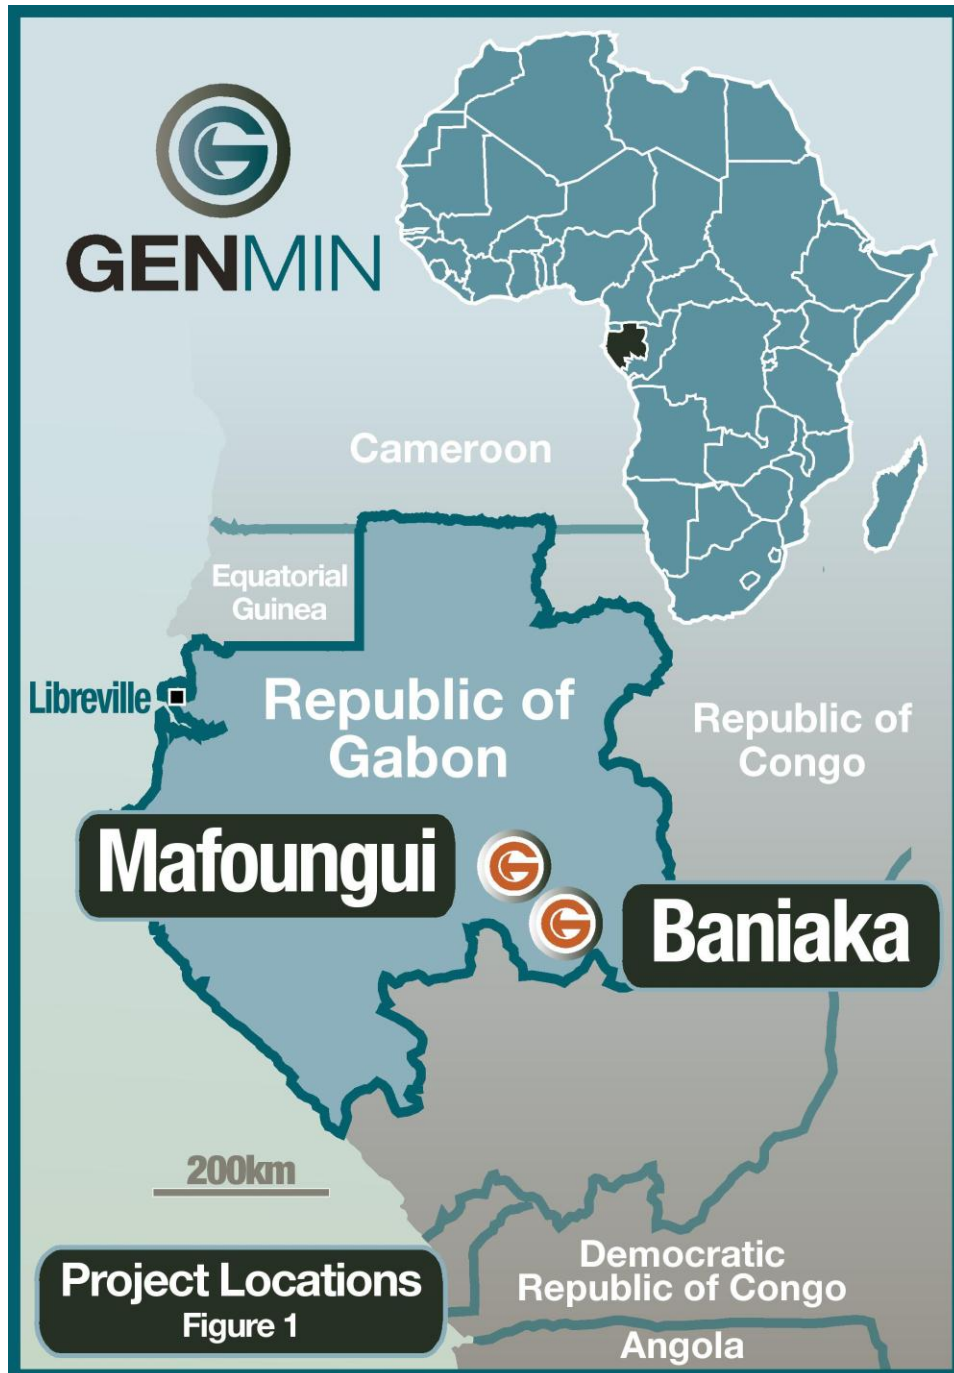 GENMIN
Cameroon
Equatorial
Guinea
Libreville
Republic of
Gabon
Republic of
Congo
Mafoungui
Baniaka
200km
Project Locations
Figure 1
Democratic
Republic of Congo
Angola